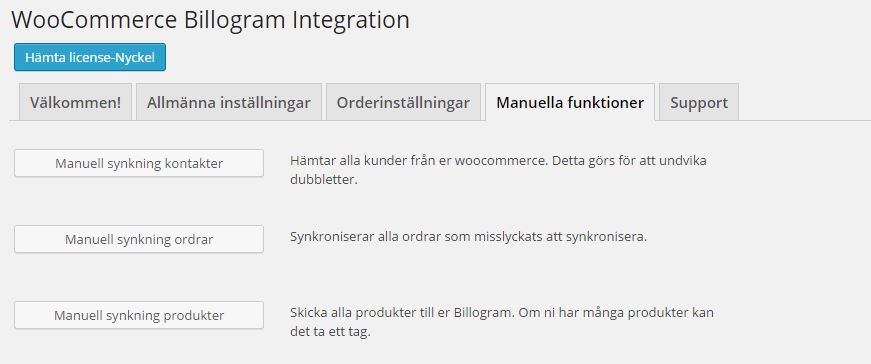 WooCommerce Billogram Integration
Hämta license-Nyckel
Välkommen!
Allmänna inställningar
Orderinställningar
Manuella funktioner
Support
Manuell synkning kontakter
Hämtar alla kunder från er woocommerce. Detta görs för att undvika
dubbletter.
Manuell synkning ordrar
Synkroniserar alla ordrar som misslyckats att synkronisera.
Manuell synkning produkter
Skicka alla produkter till er Billogram. Om ni har många produkter kan
det ta ett tag.